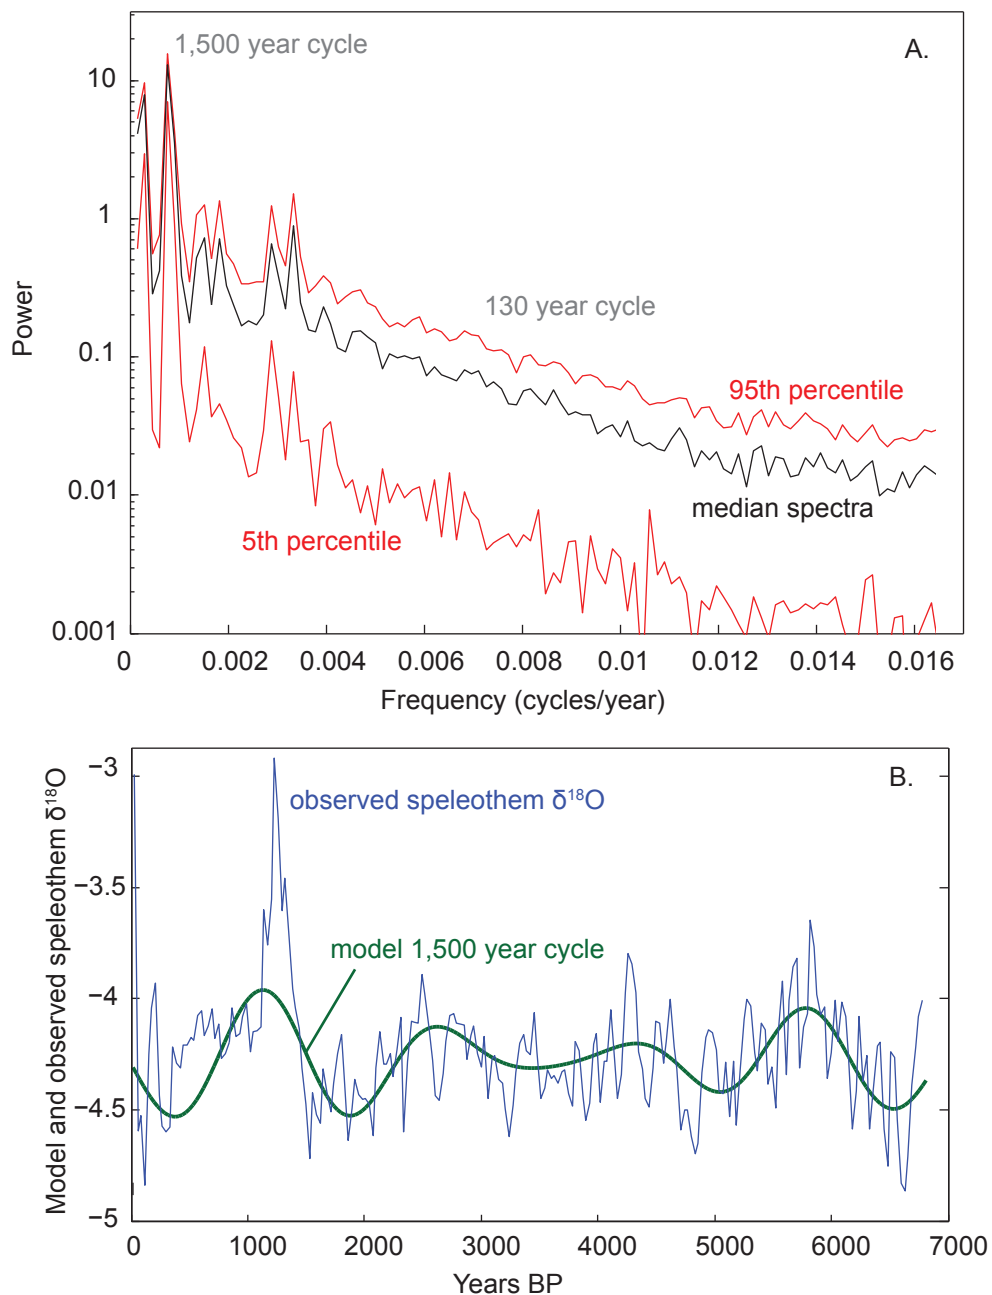 1,500 year cycle
A.
10
1
130 year cycle
Power
0.1
95th percentile
0.01
median spectra
5th percentile
0.001
0 0.002 0.004 0.006 0.008 0.01 0.012 0.014 0.016
Frequency (cycles/year)
B.
−3
observed speleothem δ¹⁸O
Model and observed speleothem δ¹⁸O
−3.5
model 1,500 year cycle
−4
−4.5
−5
0 1000 2000 3000 4000 5000 6000 7000
Years BP